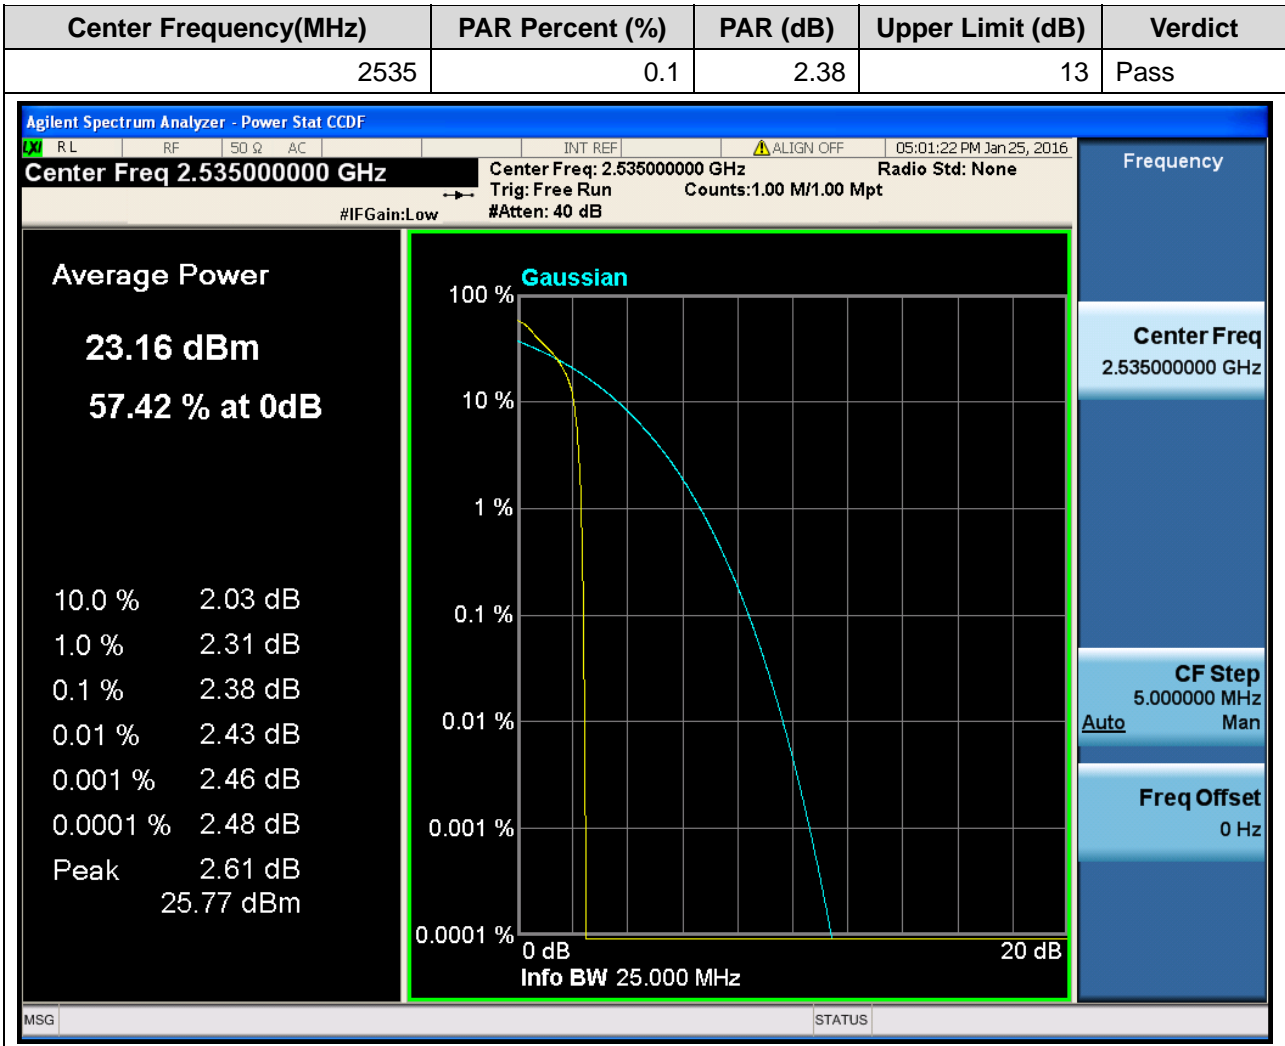 Center Frequency(MHz) PAR Percent (%) PAR (dB) Upper Limit (dB) Verdict
2535 0.1 2.38 13 Pass
Agilent Spectrum Analyzer - Power Stat CCDF
LXI RL RF 50 Ω AC INT REF ALIGN OFF 05:01:22 PM Jan 25, 2016
Center Freq 2.535000000 GHz
Center Freq: 2.535000000 GHz Radio Std: None
Trig: Free Run Counts:1.00 M/1.00 Mpt
#IFGain:Low #Atten: 40 dB
Average Power
23.16 dBm
57.42 % at 0dB
10.0 % 2.03 dB
1.0 % 2.31 dB
0.1 % 2.38 dB
0.01 % 2.43 dB
0.001 % 2.46 dB
0.0001 % 2.48 dB
Peak 2.61 dB
25.77 dBm
Gaussian
100 %
10 %
1 %
0.1 %
0.01 %
0.001 %
0.0001 %
0 dB 20 dB
Info BW 25.000 MHz
Frequency
Center Freq
2.535000000 GHz
CF Step
5.000000 MHz
Auto Man
Freq Offset
0 Hz
MSG STATUS